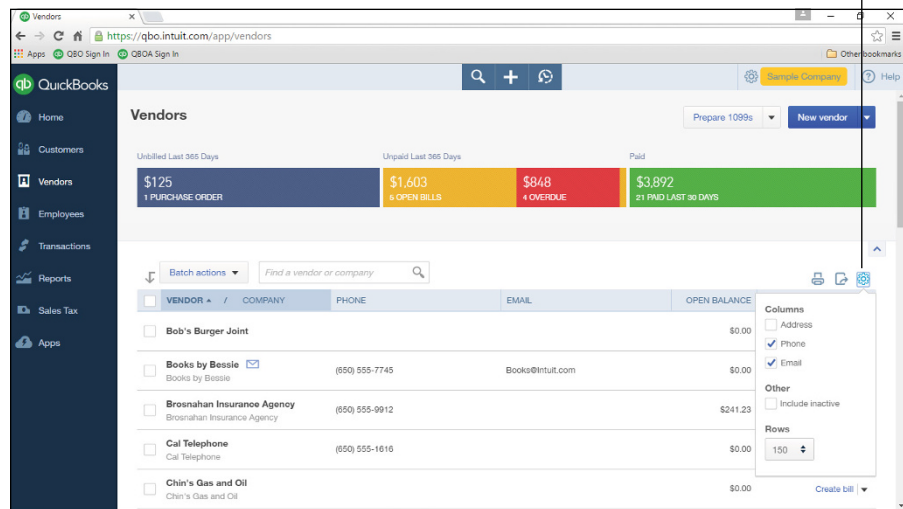 Vendors
https://qbo.intuit.com/app/vendors
Apps QBO Sign In QBOA Sign In Other bookmarks
qb QuickBooks
Sample Company ? Help
Home
Customers
Vendors
Employees
Transactions
Reports
Sales Tax
Apps
Vendors
Prepare 1099s New vendor
Unbilled Last 365 Days Unpaid Last 365 Days Paid
$125 $1,603 $848 $3,892
1 PURCHASE ORDER 5 OPEN BILLS 4 OVERDUE 21 PAID LAST 30 DAYS
Batch actions Find a vendor or company
VENDOR / COMPANY PHONE EMAIL OPEN BALANCE
Bob's Burger Joint $0.00
Books by Bessie (650) 555-7745 Books@Intuit.com $0.00
Books by Bessie
Brosnahan Insurance Agency (650) 555-9912 $241.23
Brosnahan Insurance Agency
Cal Telephone (650) 555-1616 $0.00
Cal Telephone
Chin's Gas and Oil $0.00 Create bill
Chin's Gas and Oil
Columns
Address
Phone
Email
Other
Include inactive
Rows
150